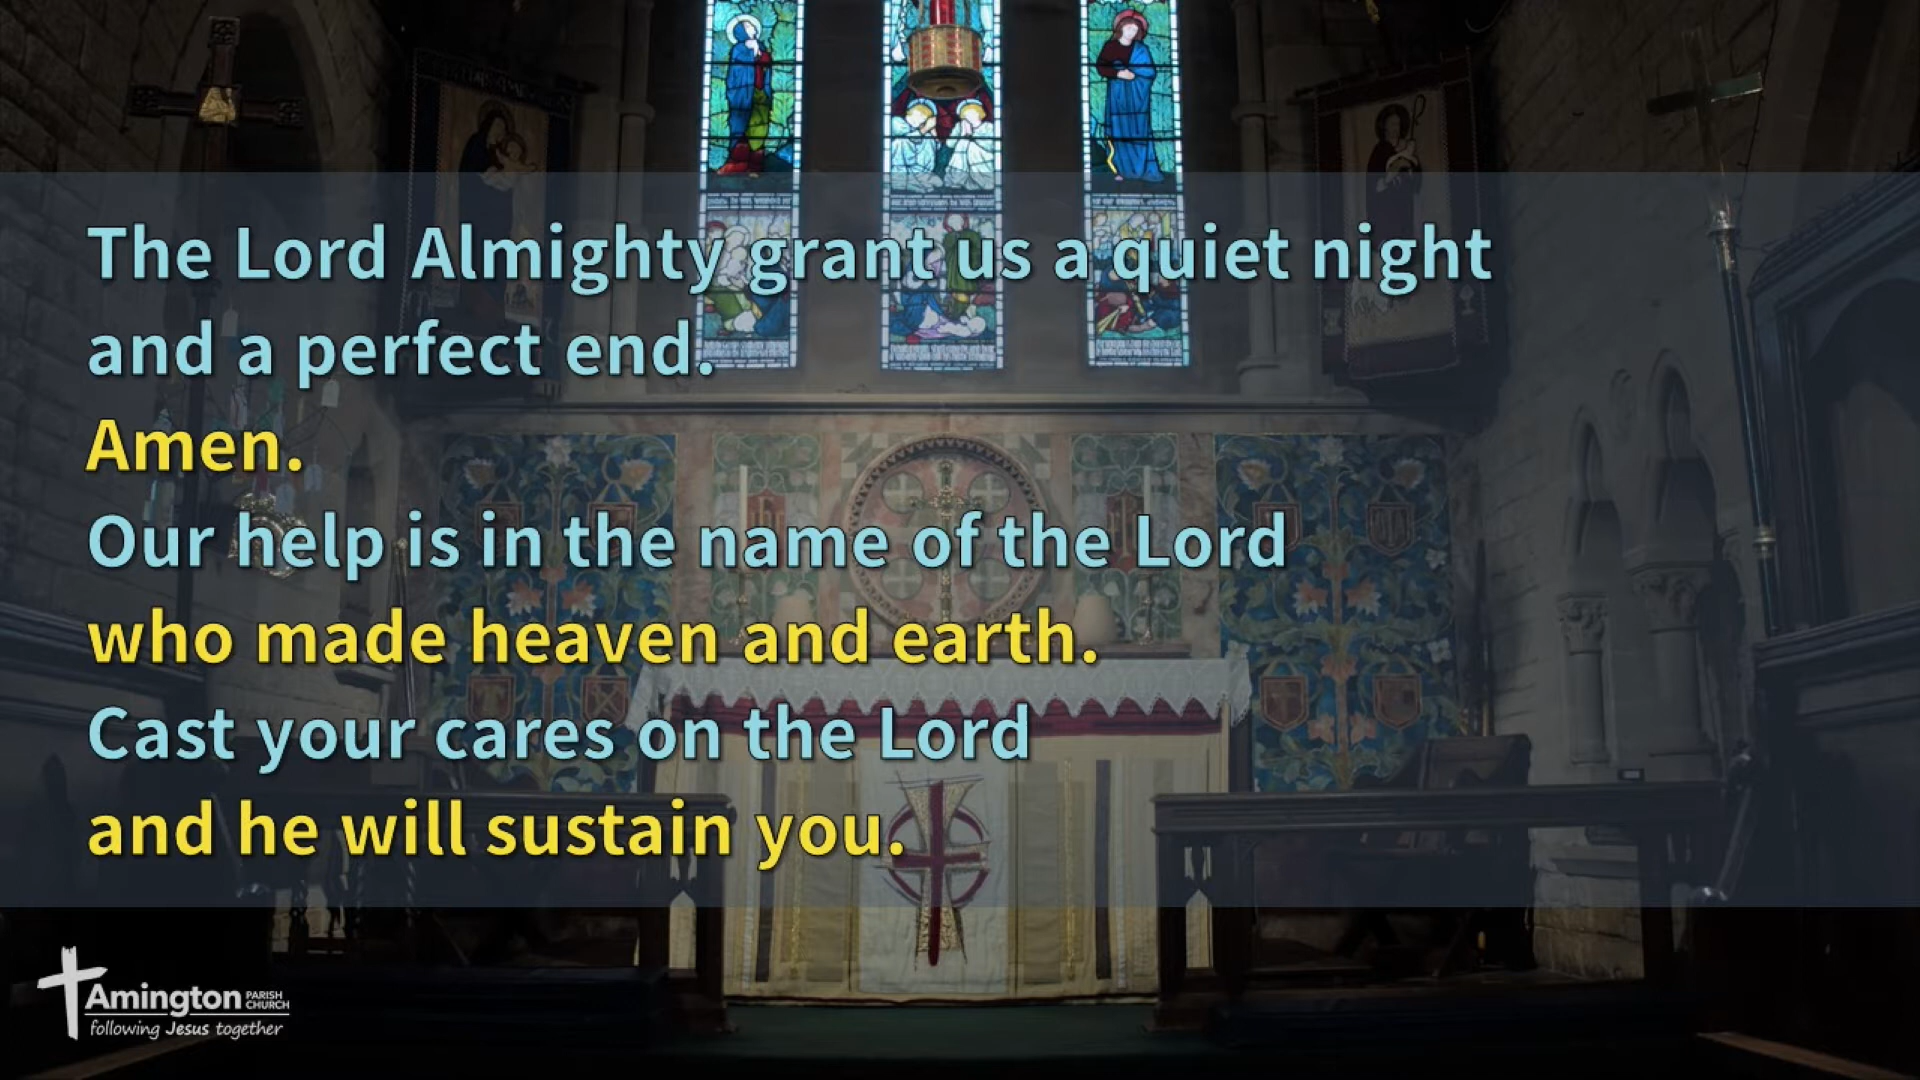 The Lord Almighty grant us a quiet night
and a perfect end.
Amen.
Our help is in the name of the Lord
who made heaven and earth.
Cast your cares on the Lord
and he will sustain you.
Amington PARISH CHURCH
following Jesus together